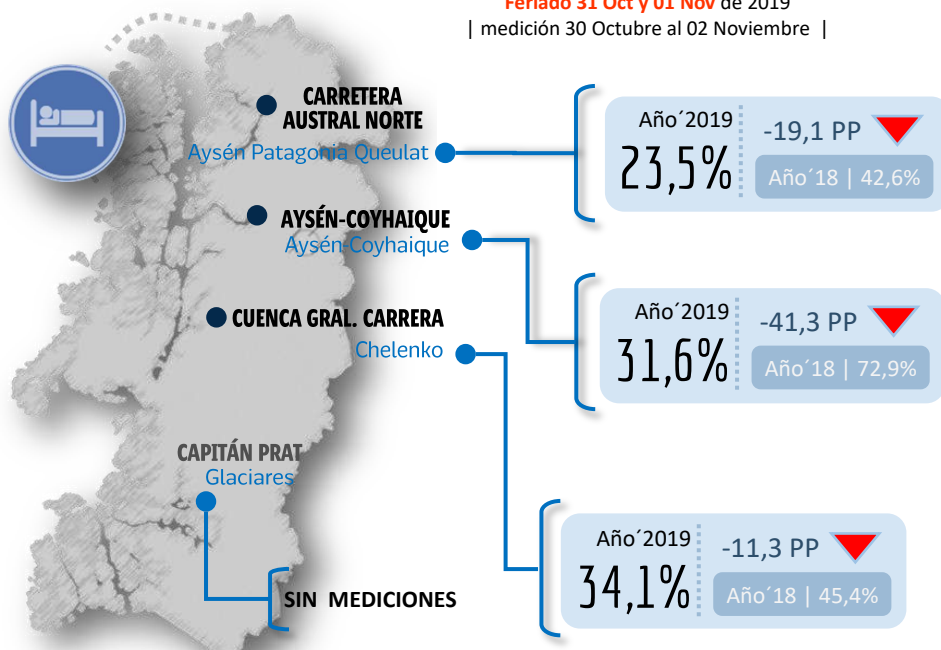 Feriado 31 Oct y 01 Nov de 2019
| medición 30 Octubre al 02 Noviembre |
CARRETERA
AUSTRAL NORTE
Aysén Patagonia Queulat
Año´2019
23,5%
-19,1 PP
Año´18 | 42,6%
AYSÉN-COYHAIQUE
Aysén-Coyhaique
Año´2019
31,6%
-41,3 PP
Año´18 | 72,9%
CUENCA GRAL. CARRERA
Chelenko
Año´2019
34,1%
-11,3 PP
Año´18 | 45,4%
CAPITÁN PRAT
Glaciares
SIN MEDICIONES